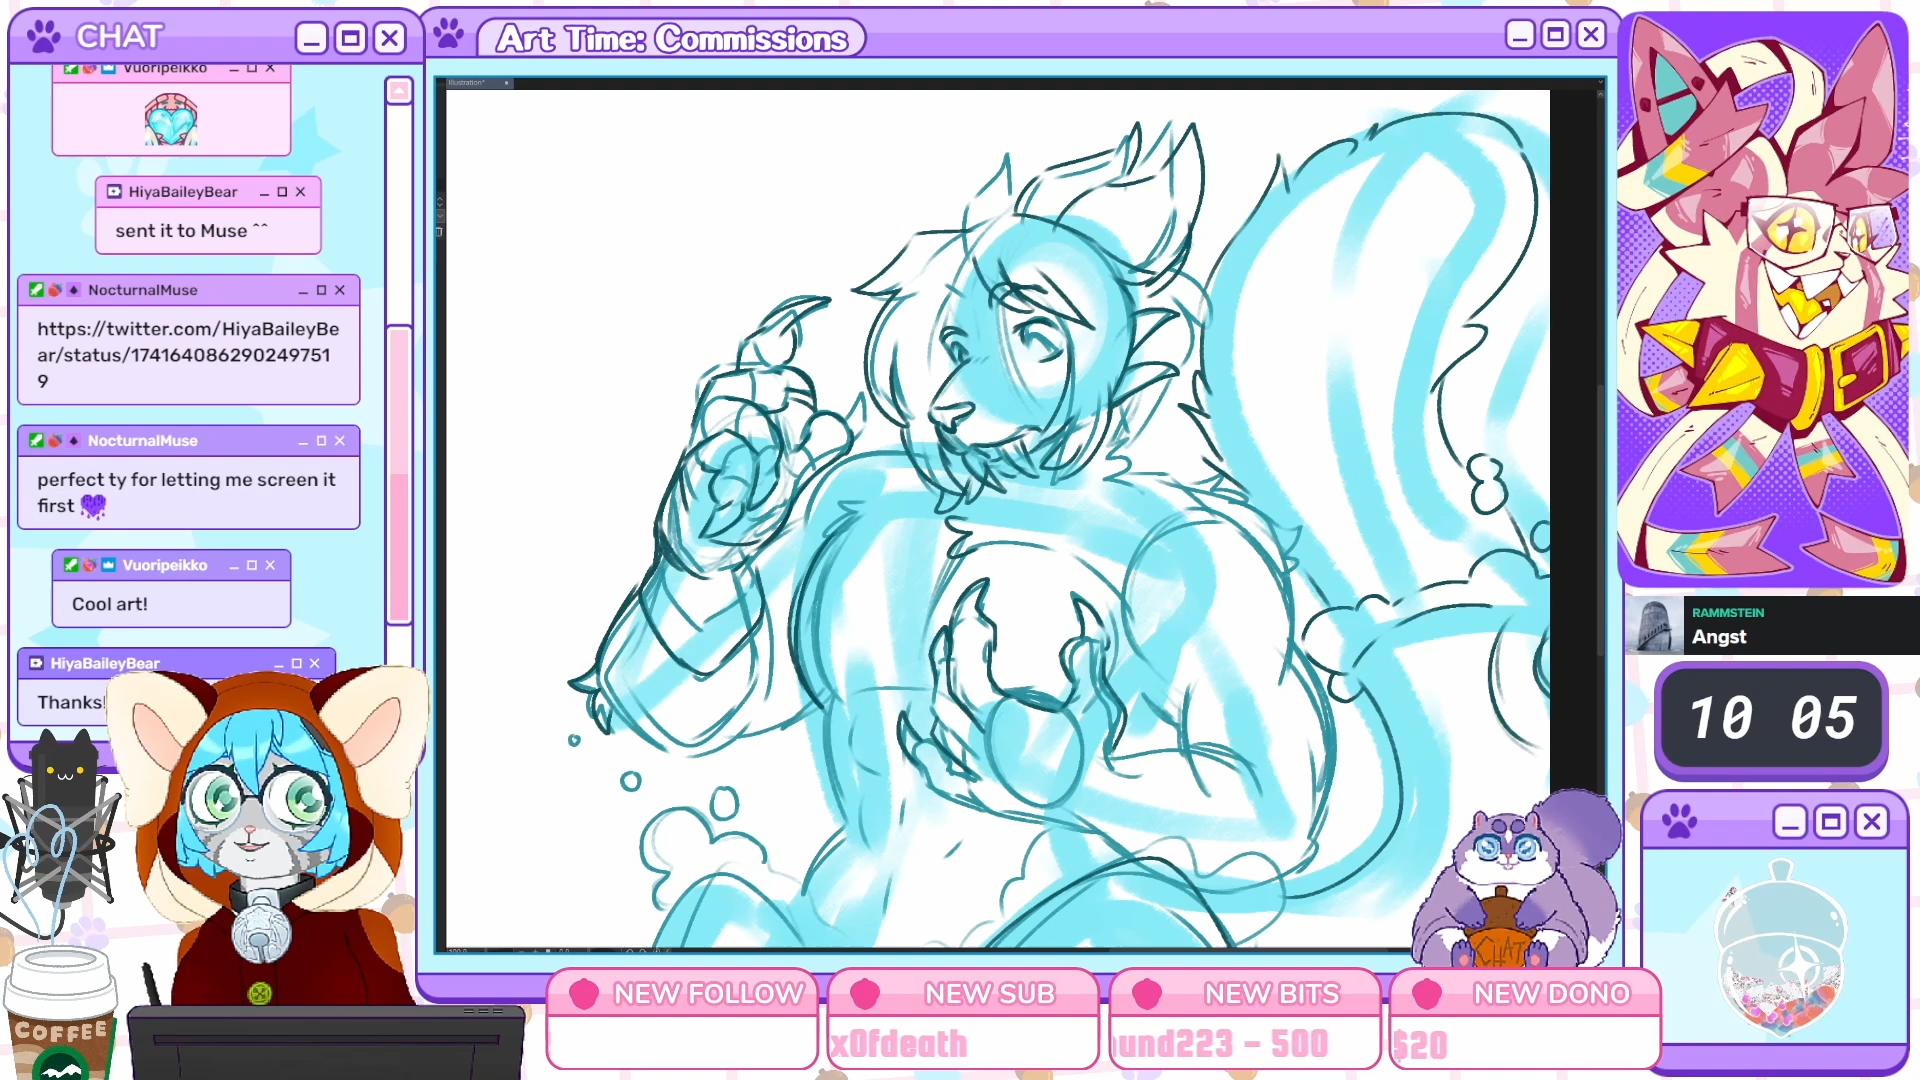 CHAT
Vuoripeikko
HiyaBaileyBear
sent it to Muse ^^
NocturnalMuse
https://twitter.com/HiyaBaileyBe
ar/status/174164086290249751
9
NocturnalMuse
perfect ty for letting me screen it
first
Vuoripeikko
Cool art!
HiyaBaileyBear
Thanks!
Art Time: Commissions
Illustration*
RAMMSTEIN
Angst
10 05
CHAT
COFFEE
NEW FOLLOW
NEW SUB
x0fdeath
NEW BITS
und223 - 500
NEW DONO
$20